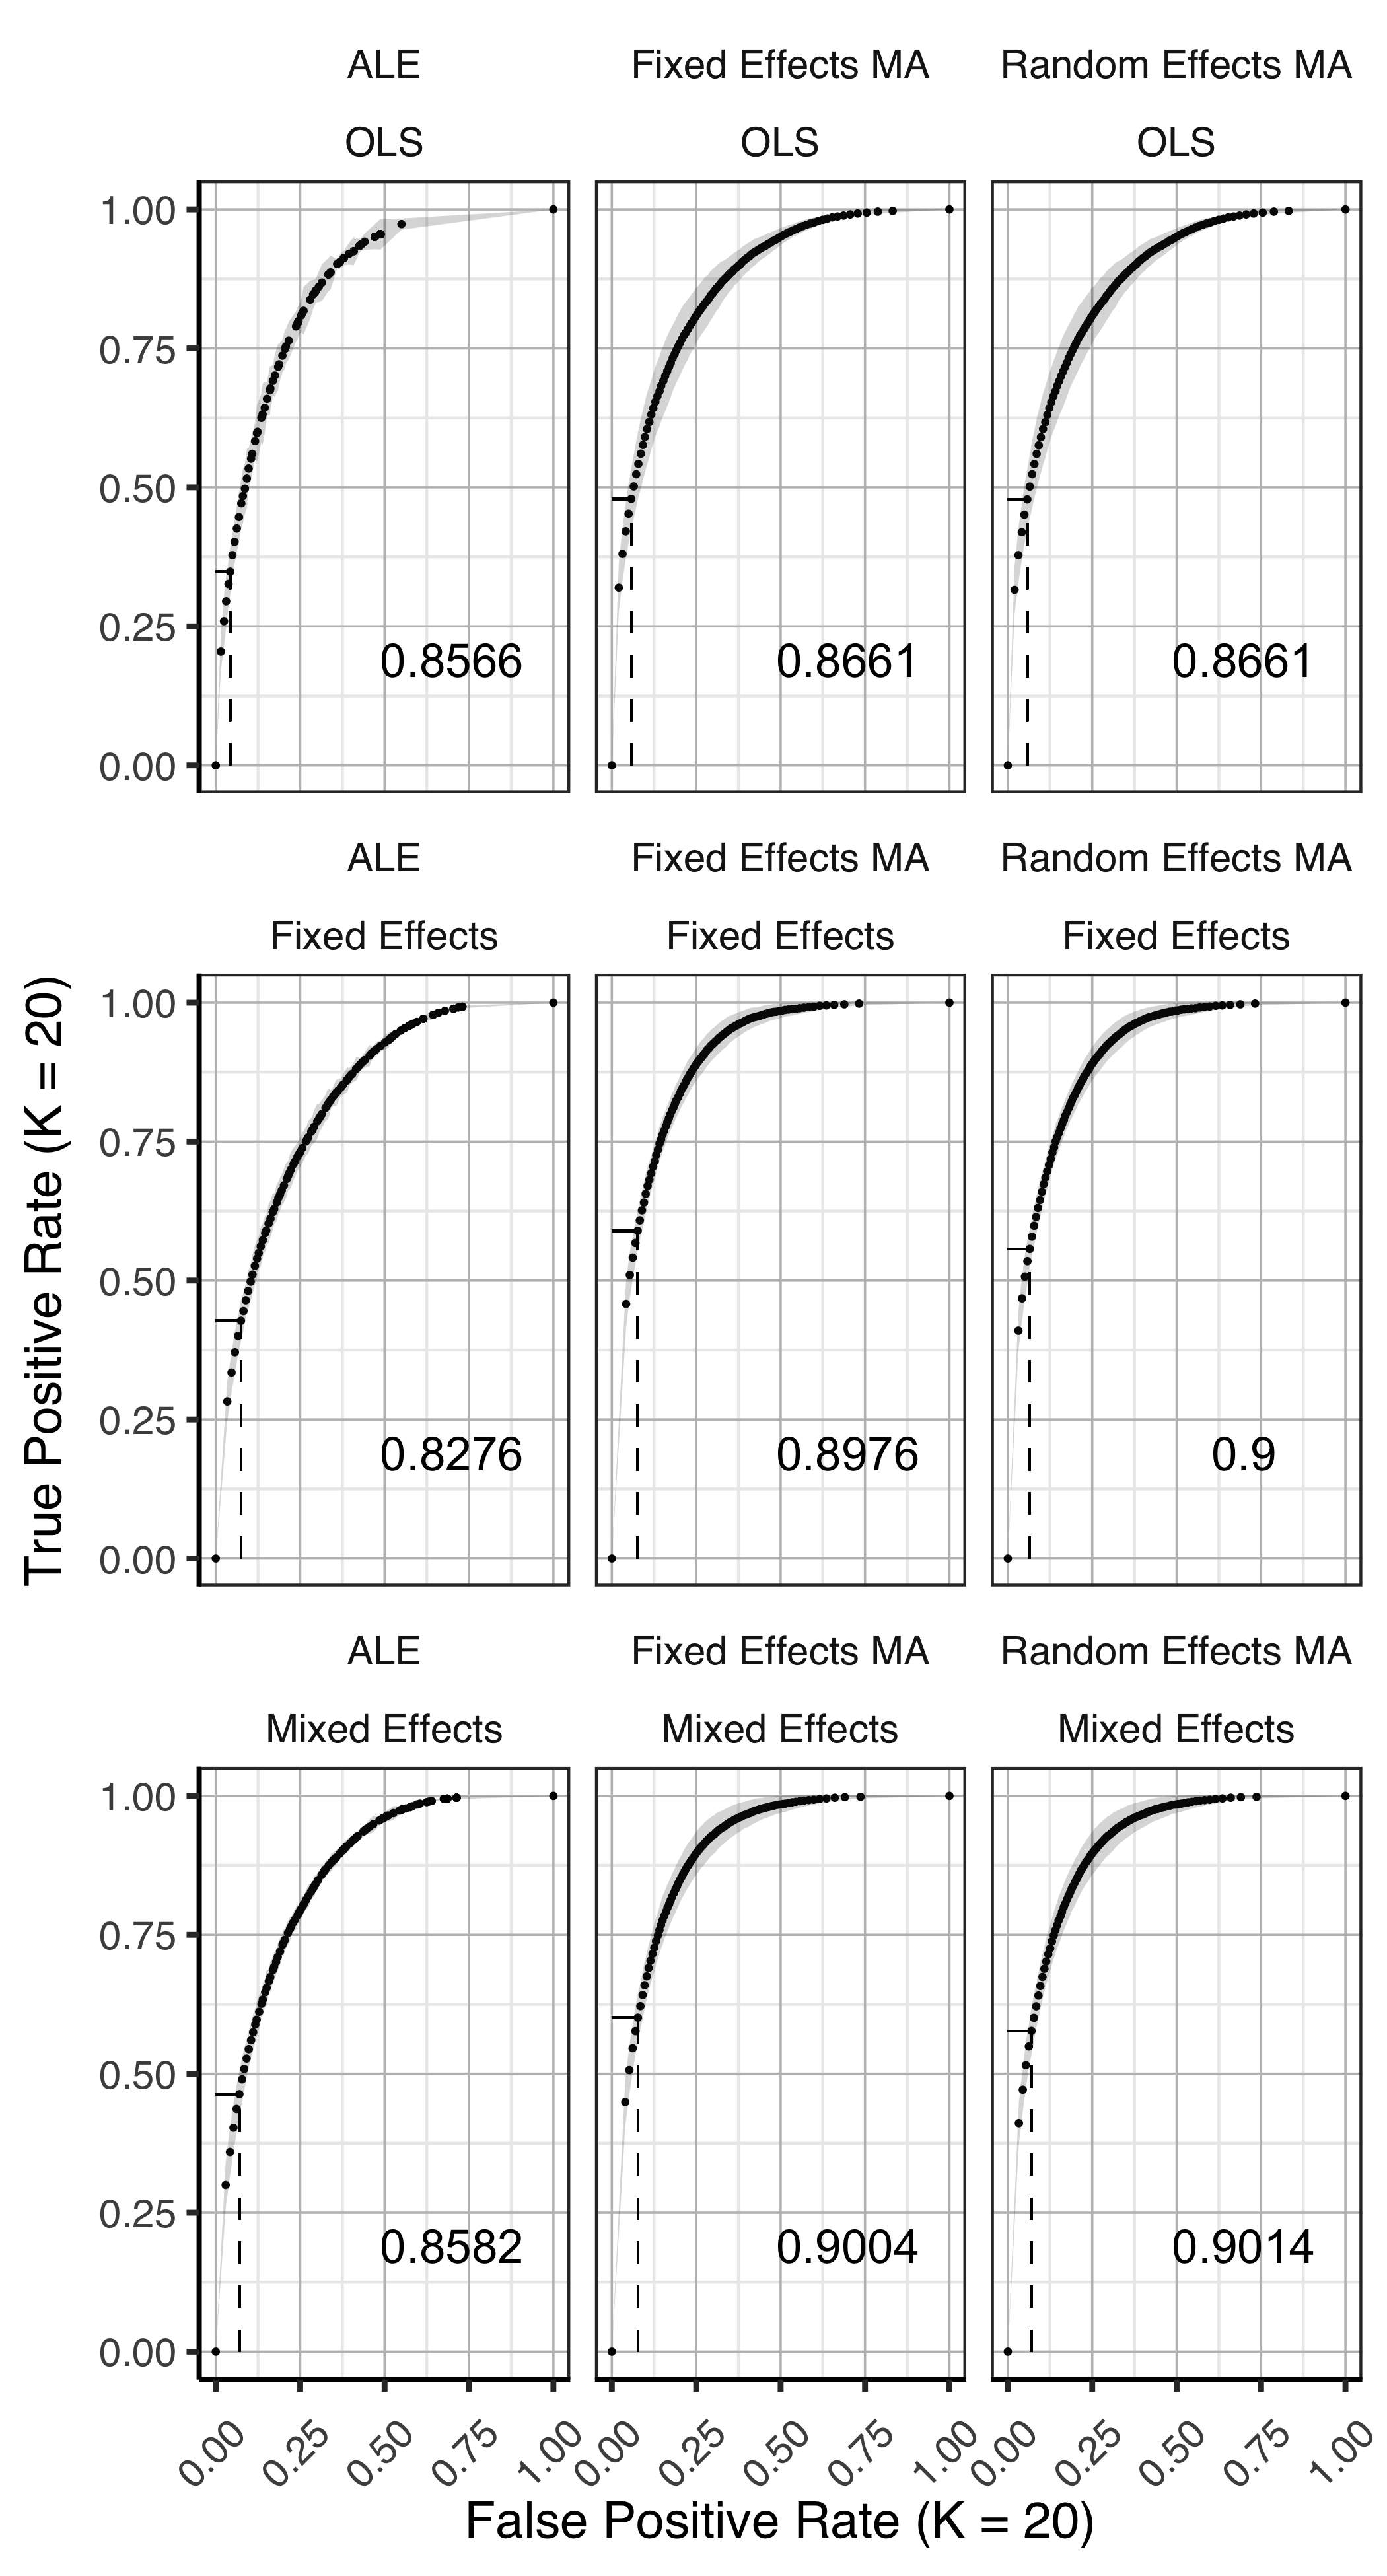 ALE Fixed Effects MA Random Effects MA
OLS OLS OLS
1.00
0.75
0.50
0.25
0.8566 0.8661 0.8661
0.00
ALE Fixed Effects MA Random Effects MA
Fixed Effects Fixed Effects Fixed Effects
1.00
0.75
0.50
0.25
0.8276 0.8976 0.9
0.00
True Positive Rate (K = 20)
ALE Fixed Effects MA Random Effects MA
Mixed Effects Mixed Effects Mixed Effects
1.00
0.75
0.50
0.25
0.8582 0.9004 0.9014
0.00
0.00 0.25 0.50 0.75 1.00 0.00 0.25 0.50 0.75 1.00 0.00 0.25 0.50 0.75 1.00
False Positive Rate (K = 20)